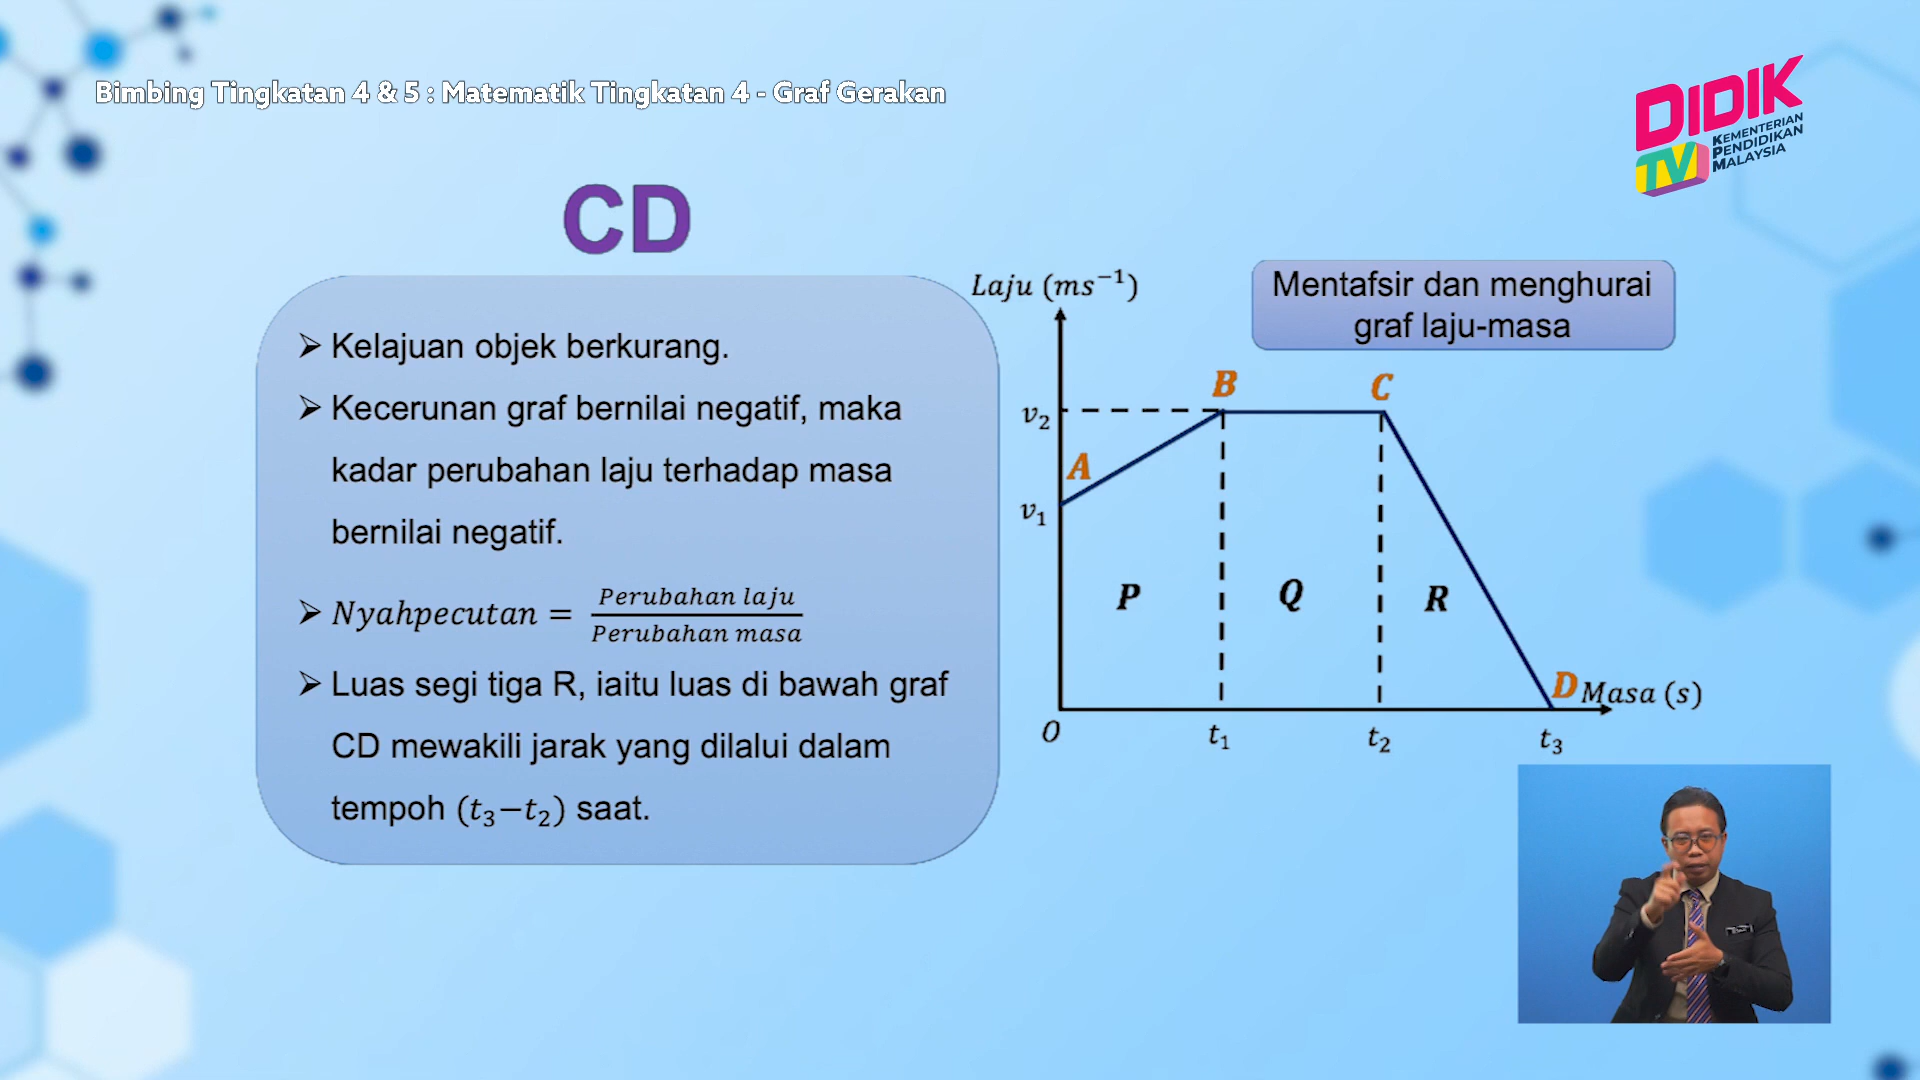 Bimbing Tingkatan 4 & 5 : Matematik Tingkatan 4 - Graf Gerakan
DIDIK
TV
KEMENTERIAN
PENDIDIKAN
MALAYSIA
CD
➢ Kelajuan objek berkurang.
➢ Kecerunan graf bernilai negatif, maka
kadar perubahan laju terhadap masa
bernilai negatif.
➢ Nyahpecutan = Perubahan laju / Perubahan masa
➢ Luas segi tiga R, iaitu luas di bawah graf
CD mewakili jarak yang dilalui dalam
tempoh (t₃−t₂) saat.
Laju (ms⁻¹)
Mentafsir dan menghurai
graf laju-masa
B
C
v₂
A
v₁
P
Q
R
D
Masa (s)
O
t₁
t₂
t₃